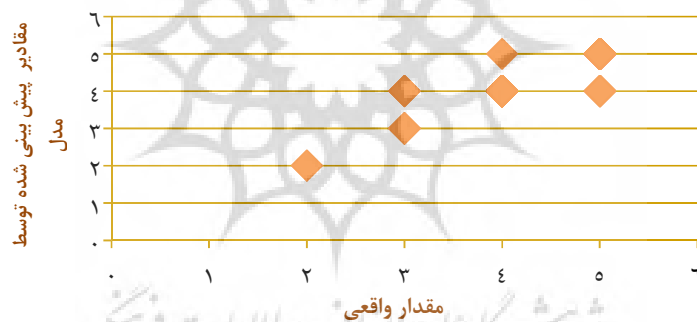 مقادیر پیش بینی شده توسط
مدل
٦
٥
٤
٣
٢
١
٠
٠ ١ ٢ ٣ ٤ ٥ ٦
مقدار واقعی